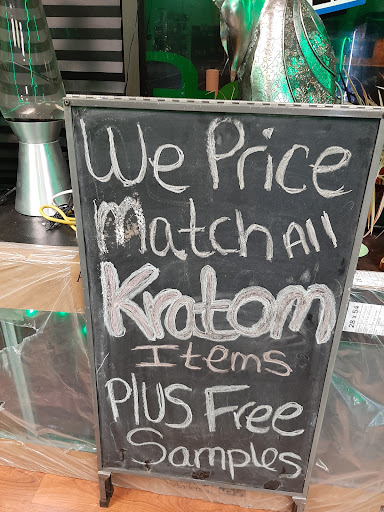 We Price
Match All
Kratom
Items
PLUS Free
Samples